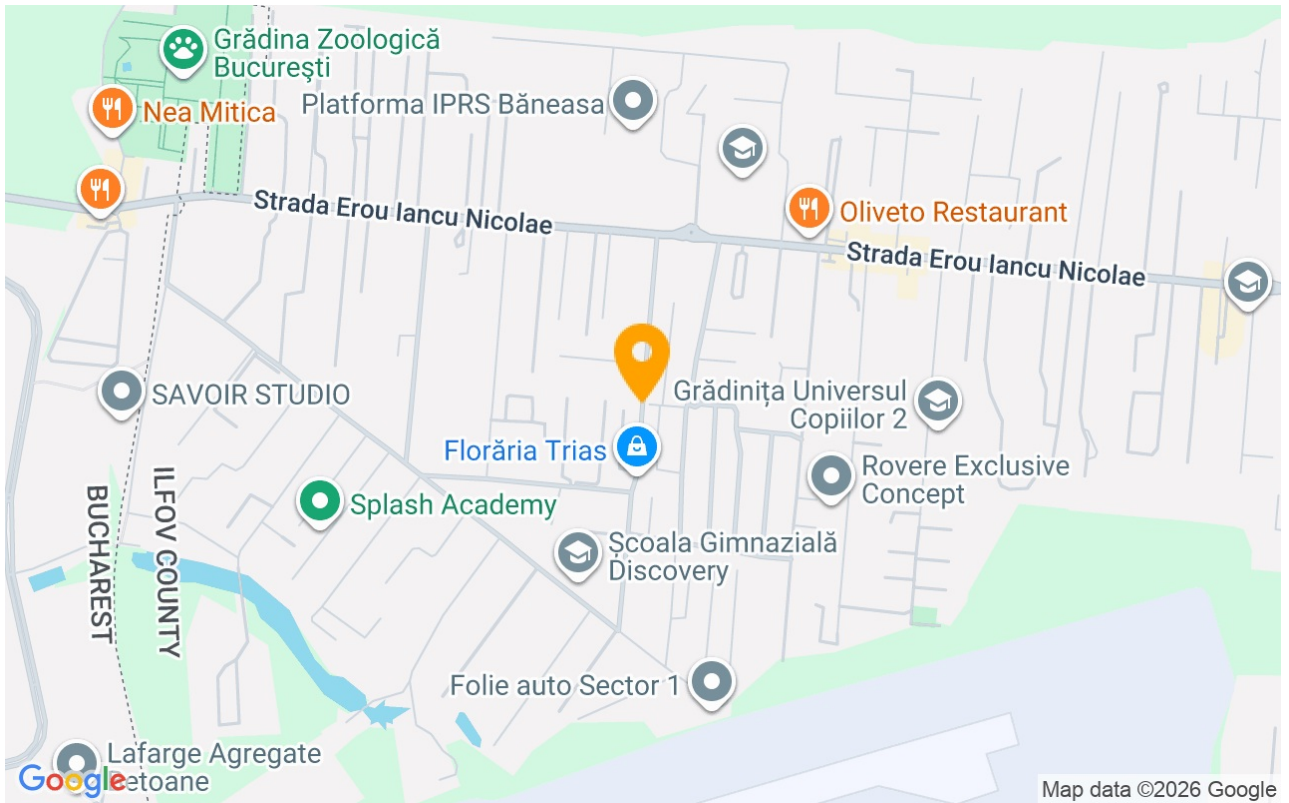 Grădina Zoologică
București
Nea Mitica
Platforma IPRS Băneasa
Strada Erou Iancu Nicolae
Oliveto Restaurant
Strada Erou Iancu Nicolae
SAVOIR STUDIO
Grădinița Universul
Copiilor 2
Florăria Trias
Rovere Exclusive
Concept
Splash Academy
ILFOV COUNTY
BUCHAREST
Școala Gimnazială
Discovery
Folie auto Sector 1
Lafarge Agregate
Betoane
Google
Map data ©2026 Google